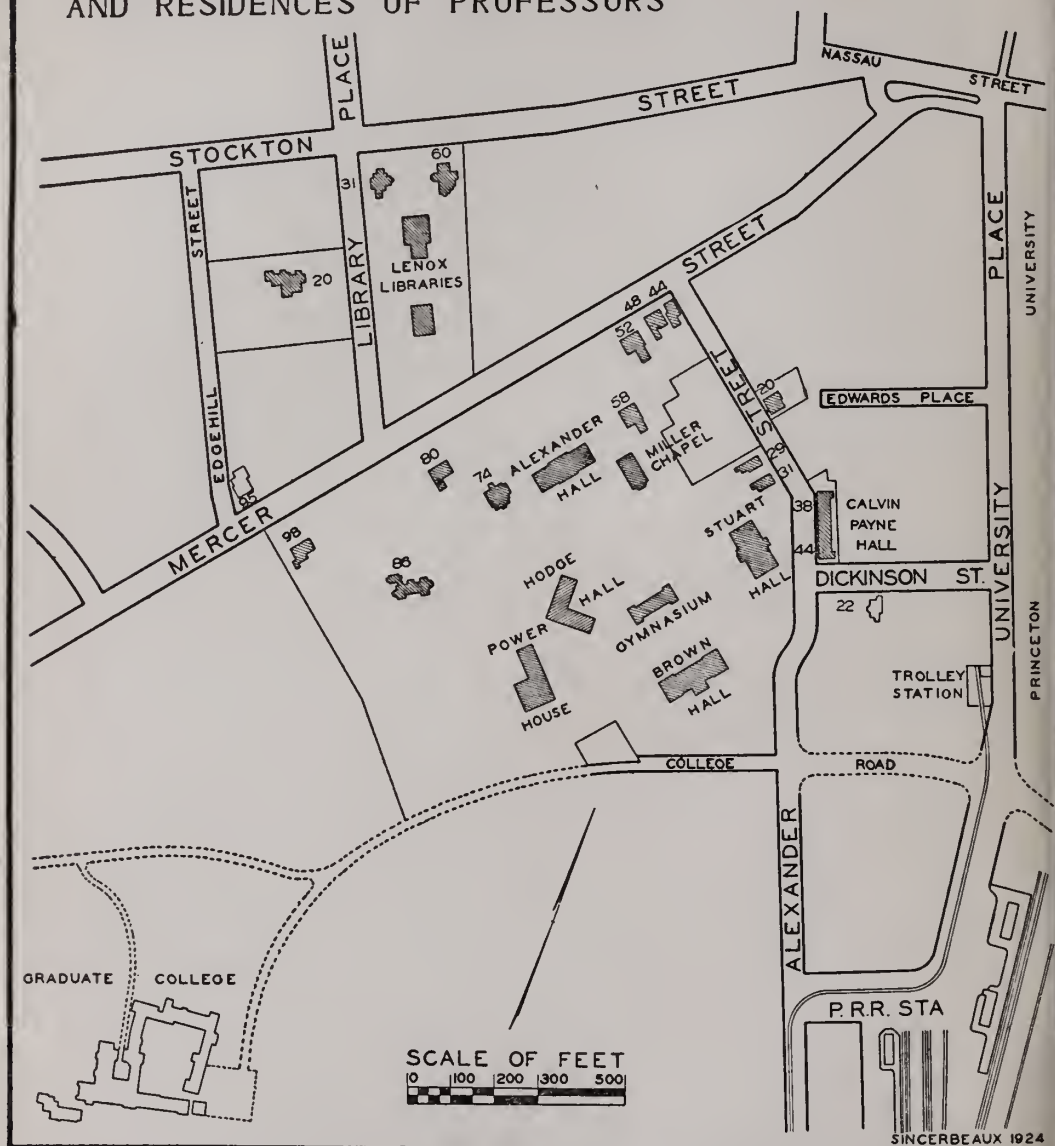 AND RESIDENCES OF PROFESSORS
NASSAU
STREET
PLACE
STREET
STOCKTON
60
31
STREET
PLACE
UNIVERSITY
LIBRARY
LENOX
LIBRARIES
20
STREET
48
44
52
STREET
20
EDWARDS PLACE
58
MILLER
CHAPEL
ALEXANDER
HALL
80
74
EDGEHILL
95
MERCER
29
31
38
CALVIN
PAYNE
HALL
STUART
HALL
44
98
86
HODGE
HALL
DICKINSON ST.
22
UNIVERSITY
GYMNASIUM
POWER
HOUSE
BROWN
HALL
PRINCETON
TROLLEY
STATION
COLLEGE
ROAD
ALEXANDER
GRADUATE COLLEGE
P.R.R. STA
SCALE OF FEET
0 100 200 300 500
SINCERBEAUX 1924